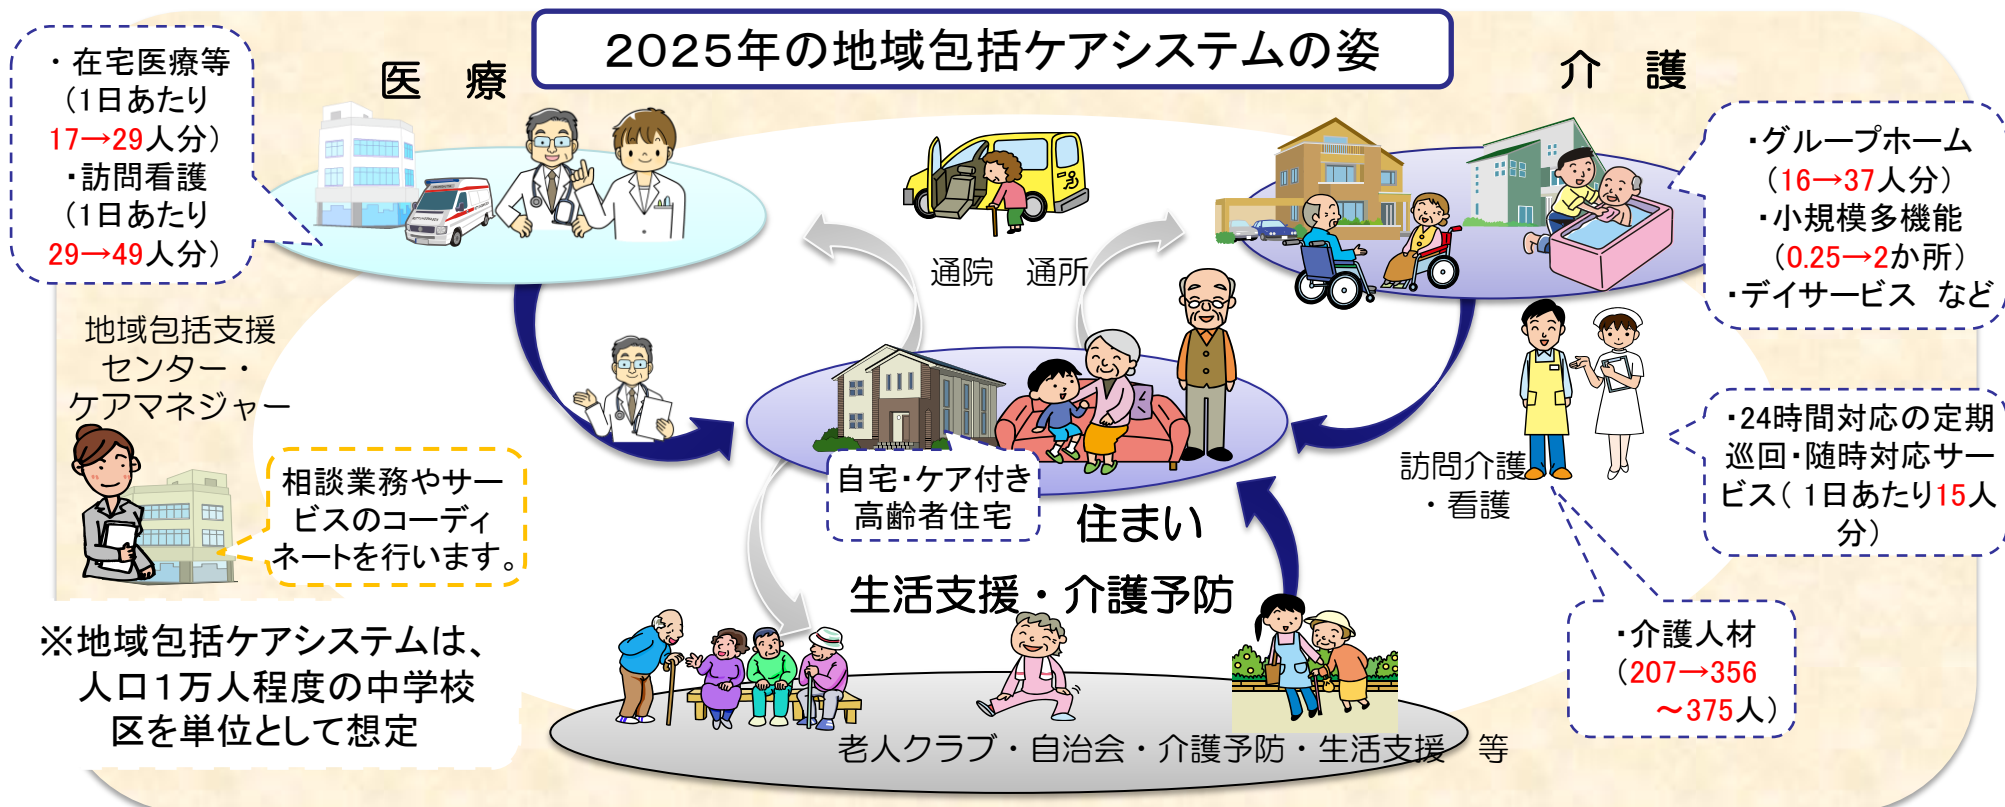 2025年の地域包括ケアシステムの姿
医　療
介　護
・在宅医療等
(1日あたり
17→29人分)
・訪問看護
(1日あたり
29→49人分)
通院　通所
・グループホーム
(16→37人分)
・小規模多機能
(0.25→2か所)
・デイサービス など
地域包括支援
センター・
ケアマネジャー
相談業務やサー
ビスのコーディ
ネートを行います。
自宅・ケア付き
高齢者住宅
住まい
訪問介護
・看護
・24時間対応の定期
巡回・随時対応サー
ビス( 1日あたり15人
分)
生活支援・介護予防
・介護人材
(207→356
～375人)
※地域包括ケアシステムは、
人口1万人程度の中学校
区を単位として想定
老人クラブ・自治会・介護予防・生活支援　等